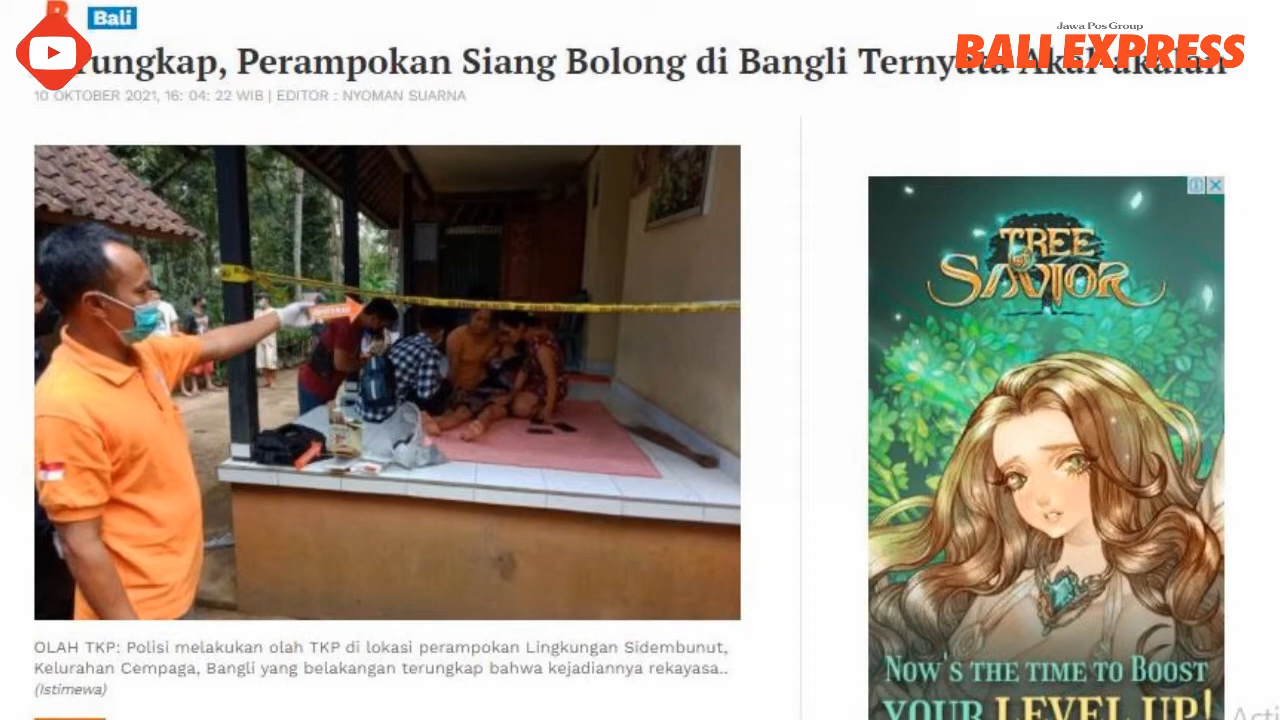 Bali
Jawa Pos Group
BALI EXPRESS
rungkap, Perampokan Siang Bolong di Bangli Ternyata Akal-akalan
10 OKTOBER 2021, 16: 04: 22 WIB | EDITOR : NYOMAN SUARNA
TREE
of
SAVIOR
OLAH TKP: Polisi melakukan olah TKP di lokasi perampokan Lingkungan Sidembunut,
Kelurahan Cempaga, Bangli yang belakangan terungkap bahwa kejadiannya rekayasa..
(Istimewa)
NOW'S THE TIME TO BOOST
YOUR LEVEL UP!